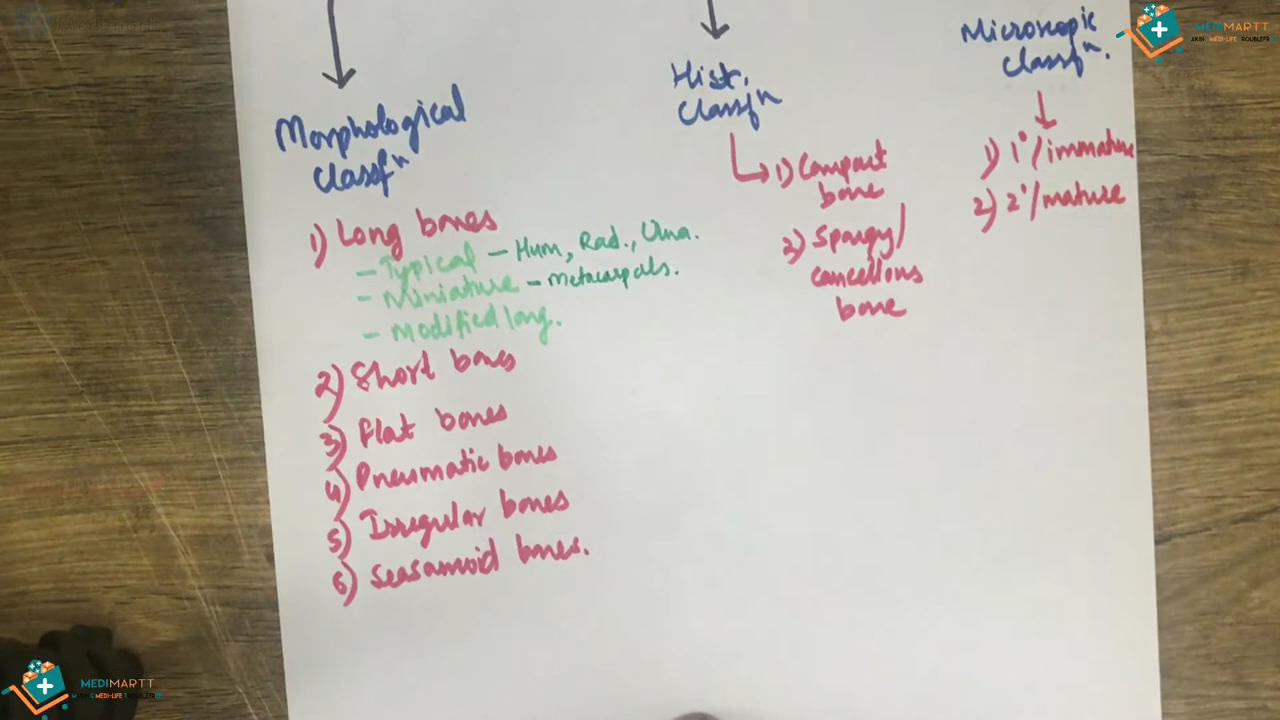 Morphological
Classfⁿ
1) Long bones
- Typical - Hum, Rad., Ulna.
- Miniature - Metacarpals.
- Modified long.
2) Short bones
3) Flat bones
4) Pneumatic bones
5) Irregular bones
6) Seasamoid bones.
Hist.
Classfⁿ
1) Compact
bone
2) Spongy/
cancellous
bone
Microscopic
Classfⁿ.
1) 1°/immature
2) 2°/mature
MEDIMARTT
MEDIMARTT